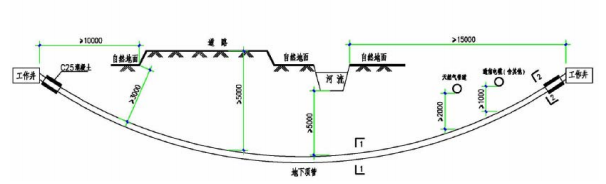 ≥10000
道 路
≥15000
自然地面
自然地面
自然地面
工作井
C25混凝土
河 流
天然气管道
通信电缆(含其他)
工作井
≥3000
≥5000
≥5000
≥2000
≥1000
2
2
1
1
地下顶管